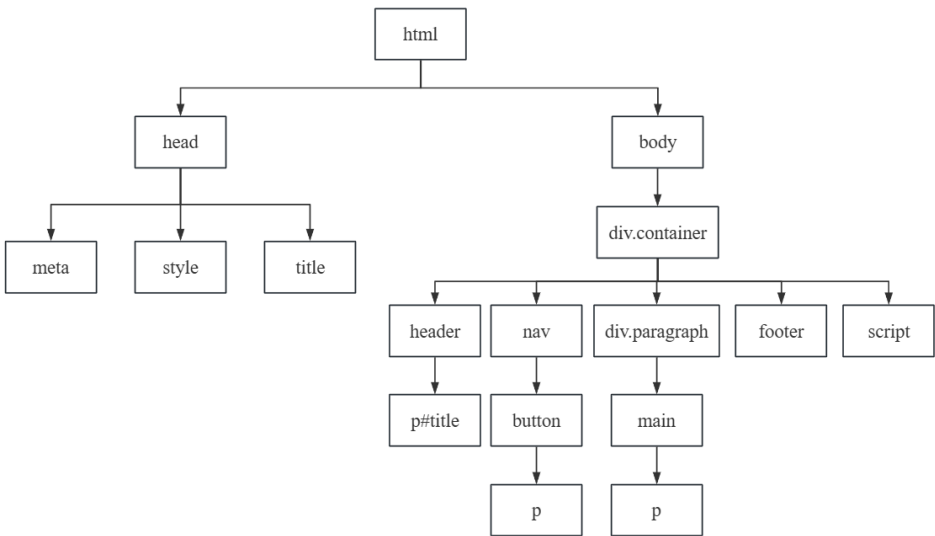 html
head
body
div.container
meta
style
title
header
nav
div.paragraph
footer
script
p#title
button
main
p
p